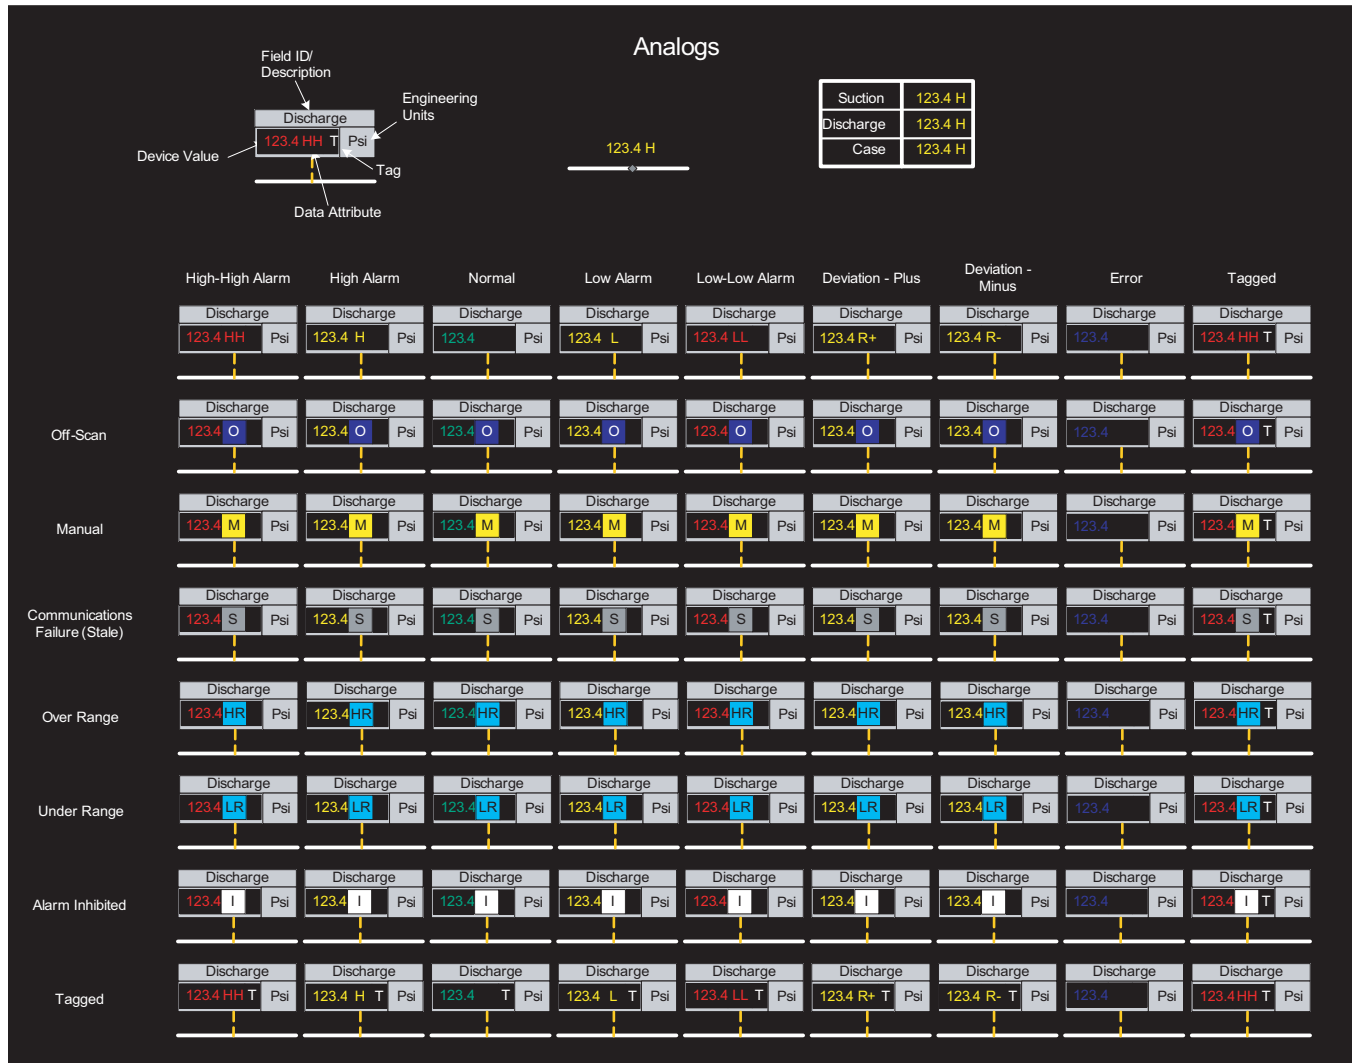 Analogs
Field ID/
Description
Engineering
Units
Discharge
123.4 HH T Psi
Device Value
Tag
Data Attribute
123.4 H
Suction 123.4 H
Discharge 123.4 H
Case 123.4 H
High-High Alarm High Alarm Normal Low Alarm Low-Low Alarm Deviation - Plus Deviation - Minus Error Tagged
Discharge Discharge Discharge Discharge Discharge Discharge Discharge Discharge Discharge
123.4 HH Psi 123.4 H Psi 123.4 Psi 123.4 L Psi 123.4 LL Psi 123.4 R+ Psi 123.4 R- Psi 123.4 Psi 123.4 HH T Psi
Discharge Discharge Discharge Discharge Discharge Discharge Discharge Discharge Discharge
Off-Scan 123.4 O Psi 123.4 O Psi 123.4 O Psi 123.4 O Psi 123.4 O Psi 123.4 O Psi 123.4 O Psi 123.4 Psi 123.4 O T Psi
Discharge Discharge Discharge Discharge Discharge Discharge Discharge Discharge Discharge
Manual 123.4 M Psi 123.4 M Psi 123.4 M Psi 123.4 M Psi 123.4 M Psi 123.4 M Psi 123.4 M Psi 123.4 Psi 123.4 M T Psi
Discharge Discharge Discharge Discharge Discharge Discharge Discharge Discharge Discharge
Communications
Failure (Stale) 123.4 S Psi 123.4 S Psi 123.4 S Psi 123.4 S Psi 123.4 S Psi 123.4 S Psi 123.4 S Psi 123.4 Psi 123.4 S T Psi
Discharge Discharge Discharge Discharge Discharge Discharge Discharge Discharge Discharge
Over Range 123.4 HR Psi 123.4 HR Psi 123.4 HR Psi 123.4 HR Psi 123.4 HR Psi 123.4 HR Psi 123.4 HR Psi 123.4 Psi 123.4 HR T Psi
Discharge Discharge Discharge Discharge Discharge Discharge Discharge Discharge Discharge
Under Range 123.4 LR Psi 123.4 LR Psi 123.4 LR Psi 123.4 LR Psi 123.4 LR Psi 123.4 LR Psi 123.4 LR Psi 123.4 Psi 123.4 LR T Psi
Discharge Discharge Discharge Discharge Discharge Discharge Discharge Discharge Discharge
Alarm Inhibited 123.4 I Psi 123.4 I Psi 123.4 I Psi 123.4 I Psi 123.4 I Psi 123.4 I Psi 123.4 I Psi 123.4 Psi 123.4 I T Psi
Discharge Discharge Discharge Discharge Discharge Discharge Discharge Discharge Discharge
Tagged 123.4 HH T Psi 123.4 H T Psi 123.4 T Psi 123.4 L T Psi 123.4 LL T Psi 123.4 R+ T Psi 123.4 R- T Psi 123.4 Psi 123.4 HH T Psi